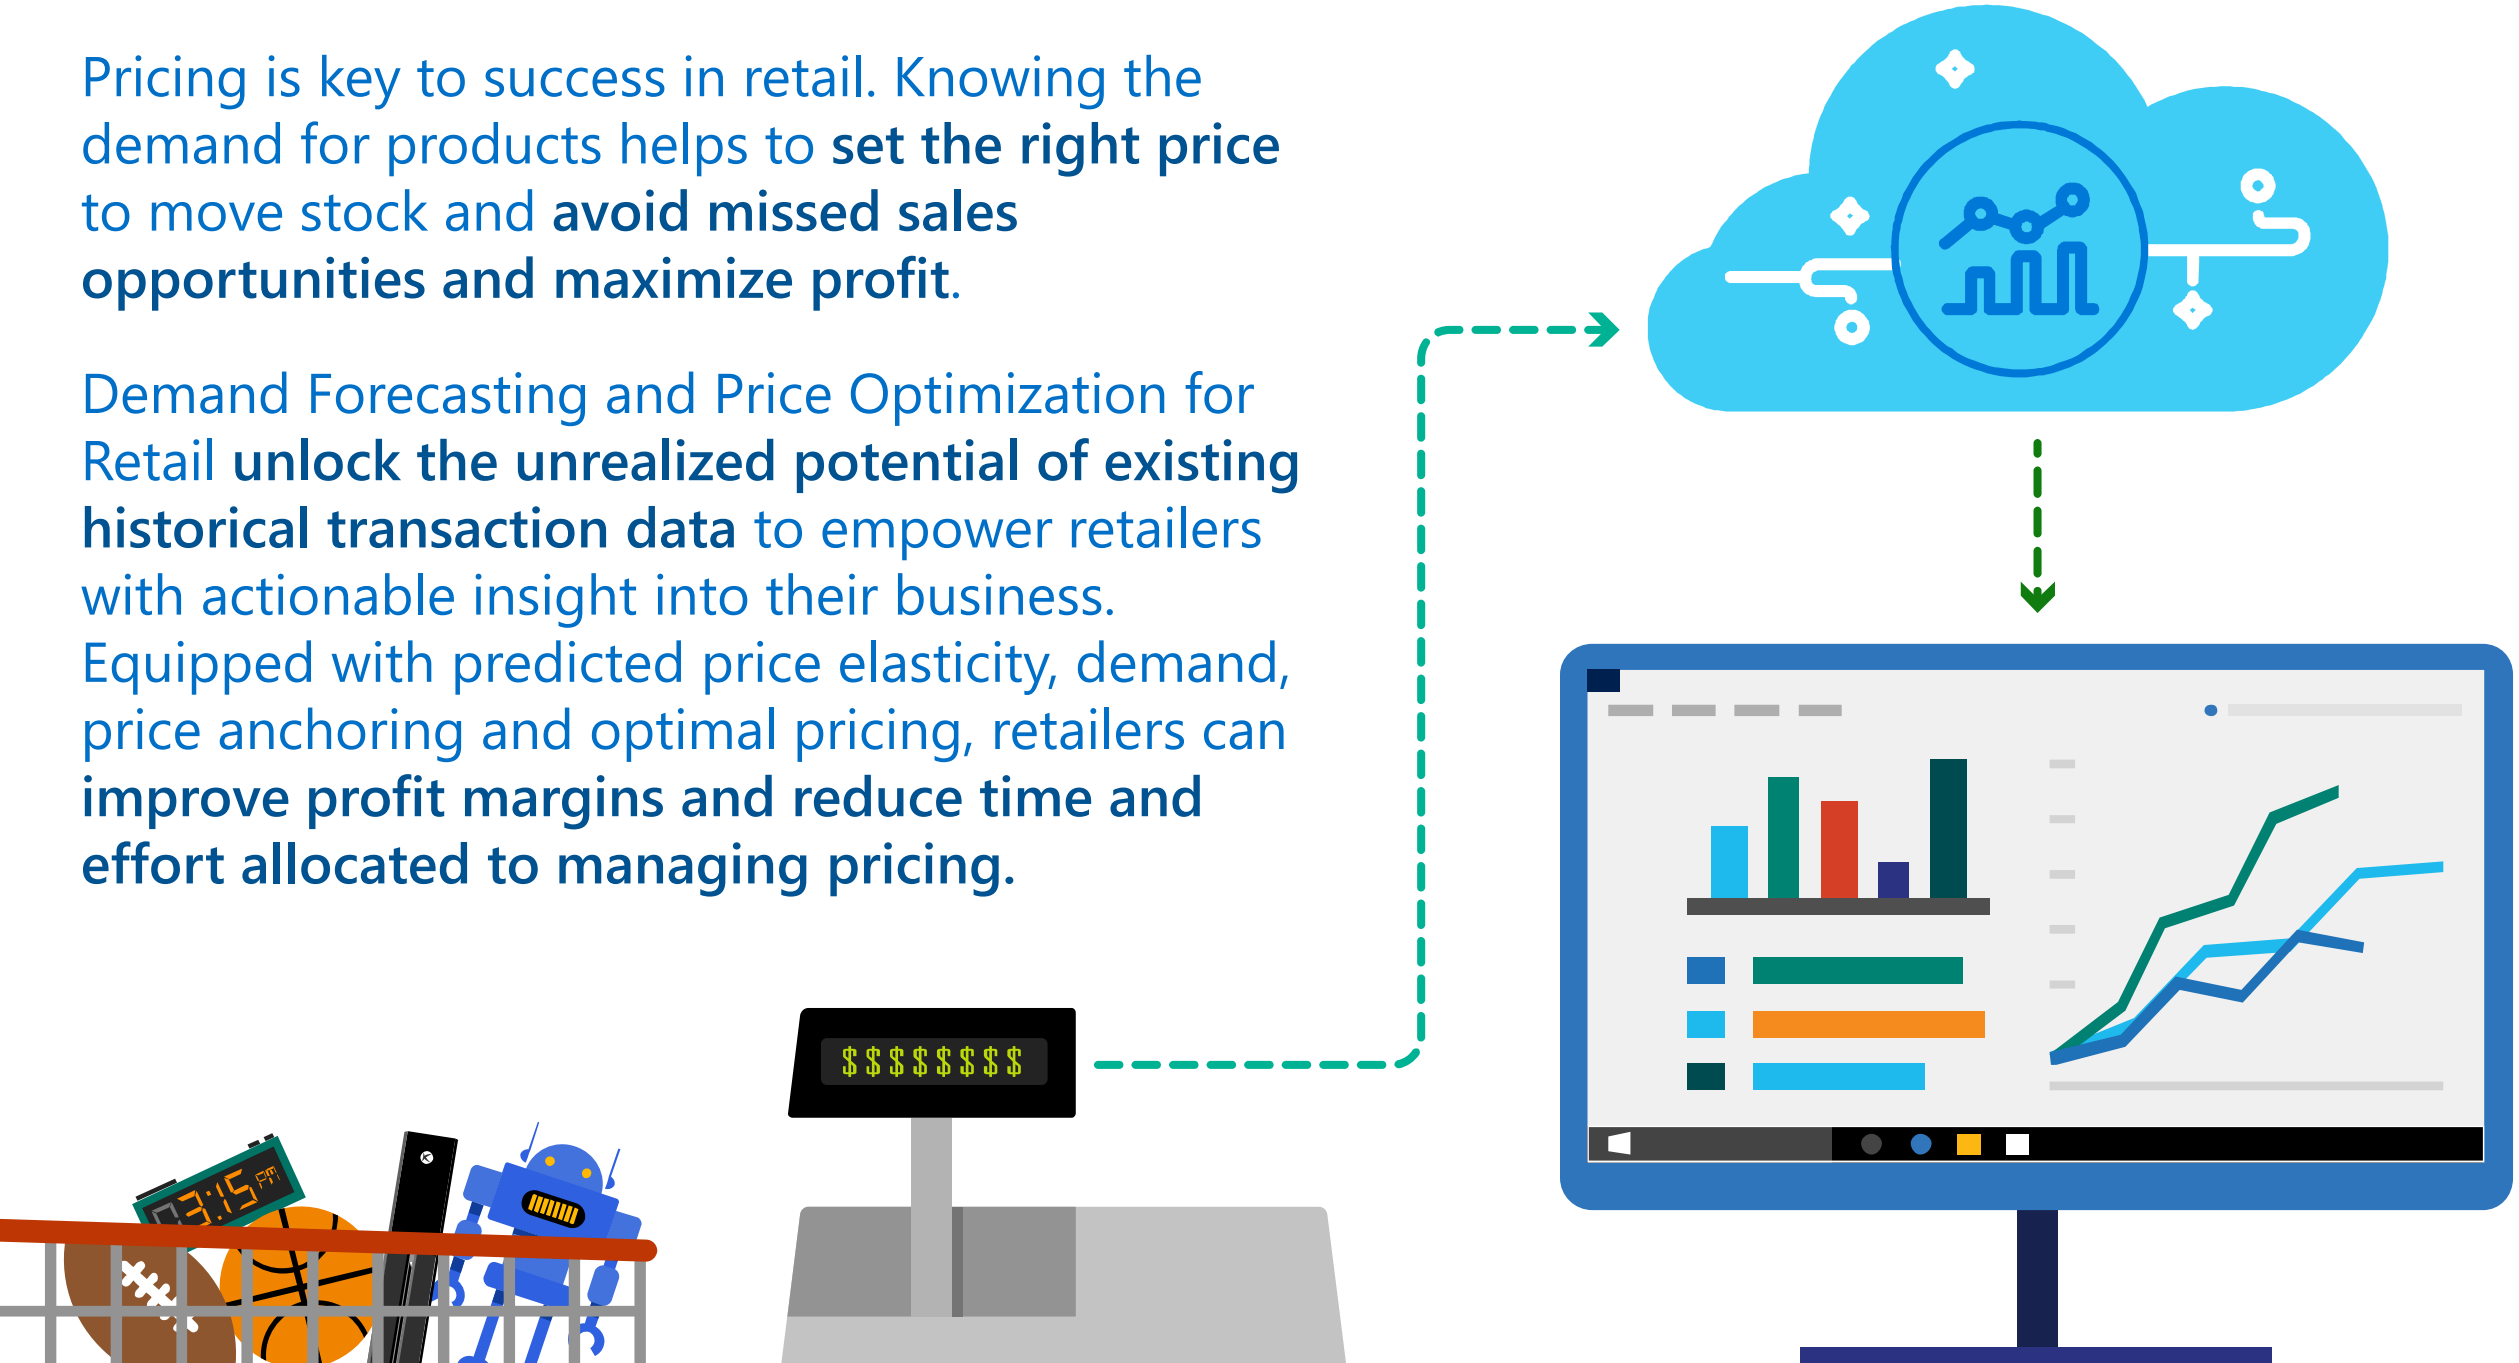 Pricing is key to success in retail. Knowing the
demand for products helps to set the right price
to move stock and avoid missed sales
opportunities and maximize profit.
Demand Forecasting and Price Optimization for
Retail unlock the unrealized potential of existing
historical transaction data to empower retailers
with actionable insight into their business.
Equipped with predicted price elasticity, demand,
price anchoring and optimal pricing, retailers can
improve profit margins and reduce time and
effort allocated to managing pricing.
$$$$$$$$